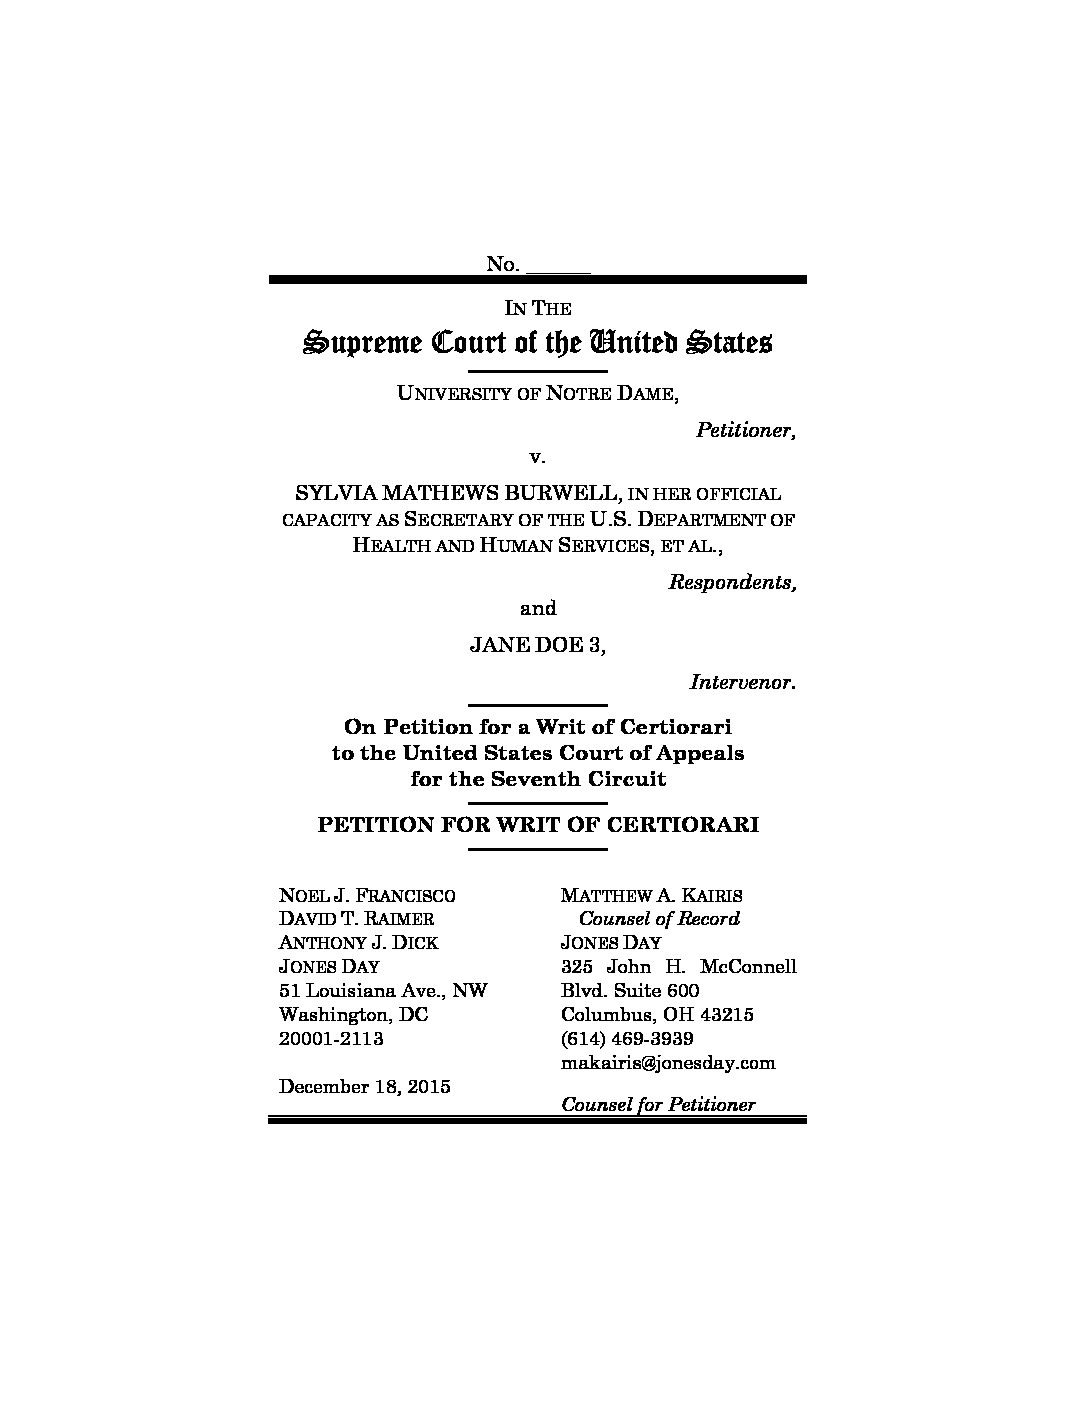 No. ______
IN THE
Supreme Court of the United States
UNIVERSITY OF NOTRE DAME,
Petitioner,
v.
SYLVIA MATHEWS BURWELL, IN HER OFFICIAL
CAPACITY AS SECRETARY OF THE U.S. DEPARTMENT OF
HEALTH AND HUMAN SERVICES, ET AL.,
Respondents,
and
JANE DOE 3,
Intervenor.
On Petition for a Writ of Certiorari
to the United States Court of Appeals
for the Seventh Circuit
PETITION FOR WRIT OF CERTIORARI
NOEL J. FRANCISCO
DAVID T. RAIMER
ANTHONY J. DICK
JONES DAY
51 Louisiana Ave., NW
Washington, DC
20001-2113
December 18, 2015
MATTHEW A. KAIRIS
Counsel of Record
JONES DAY
325 John H. McConnell
Blvd. Suite 600
Columbus, OH 43215
(614) 469-3939
makairis@jonesday.com
Counsel for Petitioner